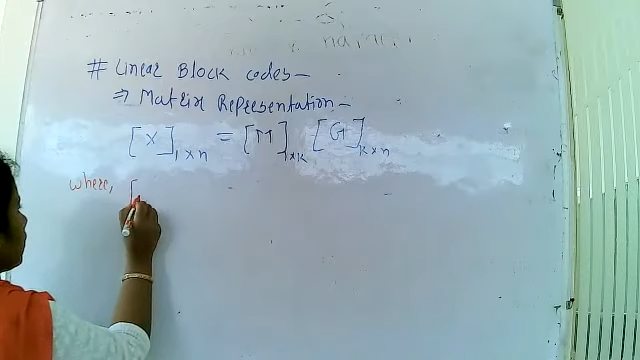 # Linear Block codes –
⇒ Matrix Representation –
[X]₁ₓₙ = [M]₁ₓₖ [G]ₖₓₙ
where, [